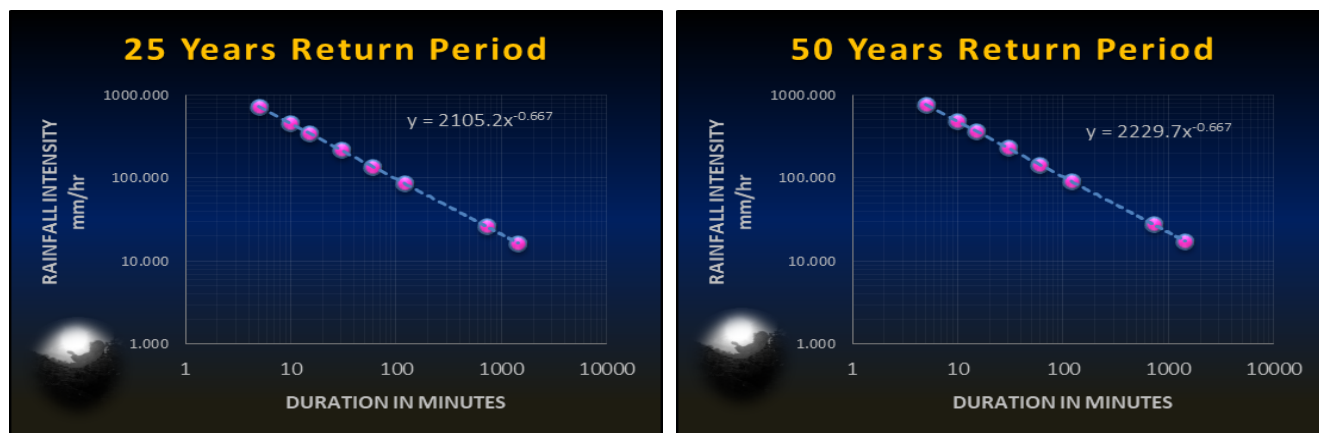 25 Years Return Period
1000.000
100.000
10.000
1.000
RAINFALL INTENSITY
mm/hr
y = 2105.2x^-0.667
1 10 100 1000 10000
DURATION IN MINUTES
50 Years Return Period
1000.000
100.000
10.000
1.000
RAINFALL INTENSITY
mm/hr
y = 2229.7x^-0.667
1 10 100 1000 10000
DURATION IN MINUTES